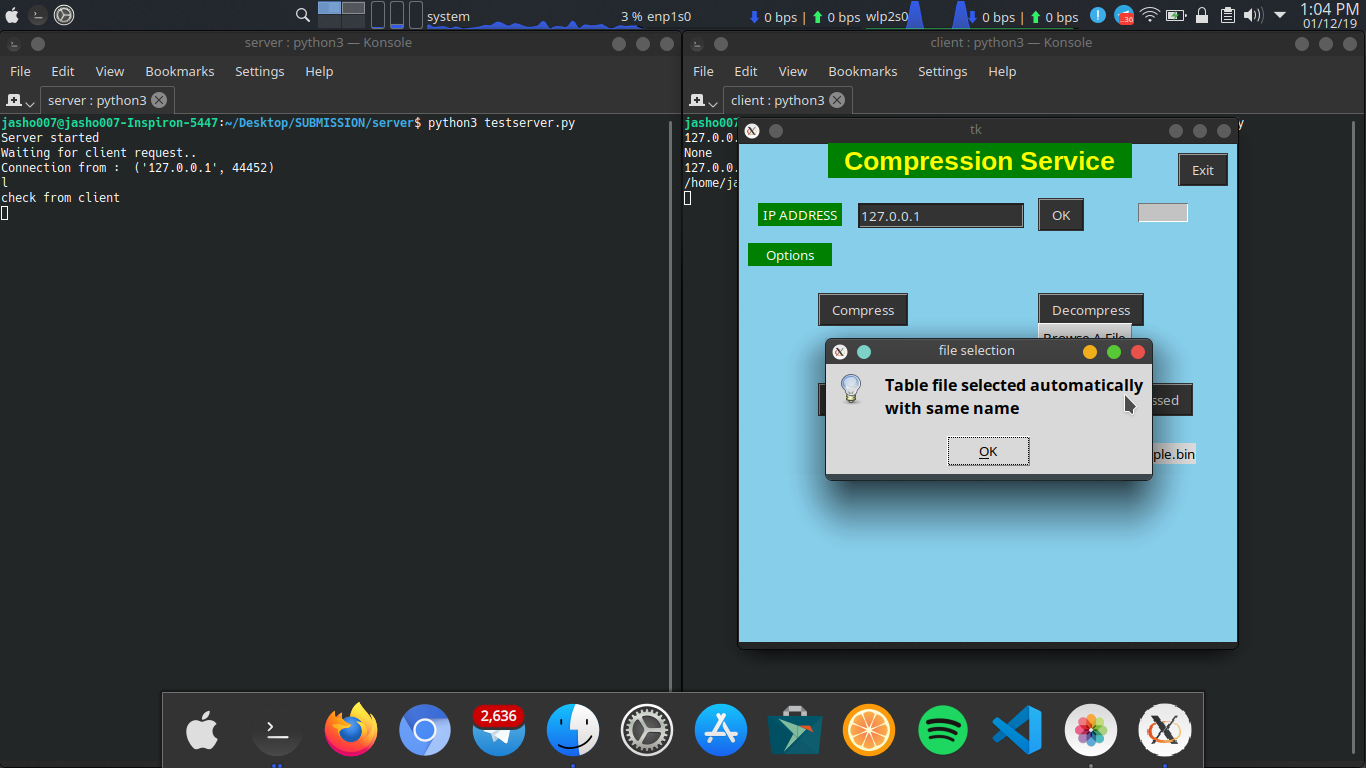 system
3 % enp1s0
0 bps | 0 bps wlp2s0
0 bps | 0 bps
36
1:04 PM
01/12/19
server : python3 — Konsole
File Edit View Bookmarks Settings Help
server : python3
jasho007@jasho007-Inspiron-5447:~/Desktop/SUBMISSION/server$ python3 testserver.py
Server started
Waiting for client request..
Connection from : ('127.0.0.1', 44452)
l
check from client
client : python3 — Konsole
File Edit View Bookmarks Settings Help
client : python3
jasho007
127.0.0.
None
127.0.0.
/home/ja
y
tk
Compression Service
Exit
IP ADDRESS 127.0.0.1 OK
Options
Compress Decompress
Browse A File
file selection
Table file selected automatically
with same name
OK
ssed
ple.bin
2,636